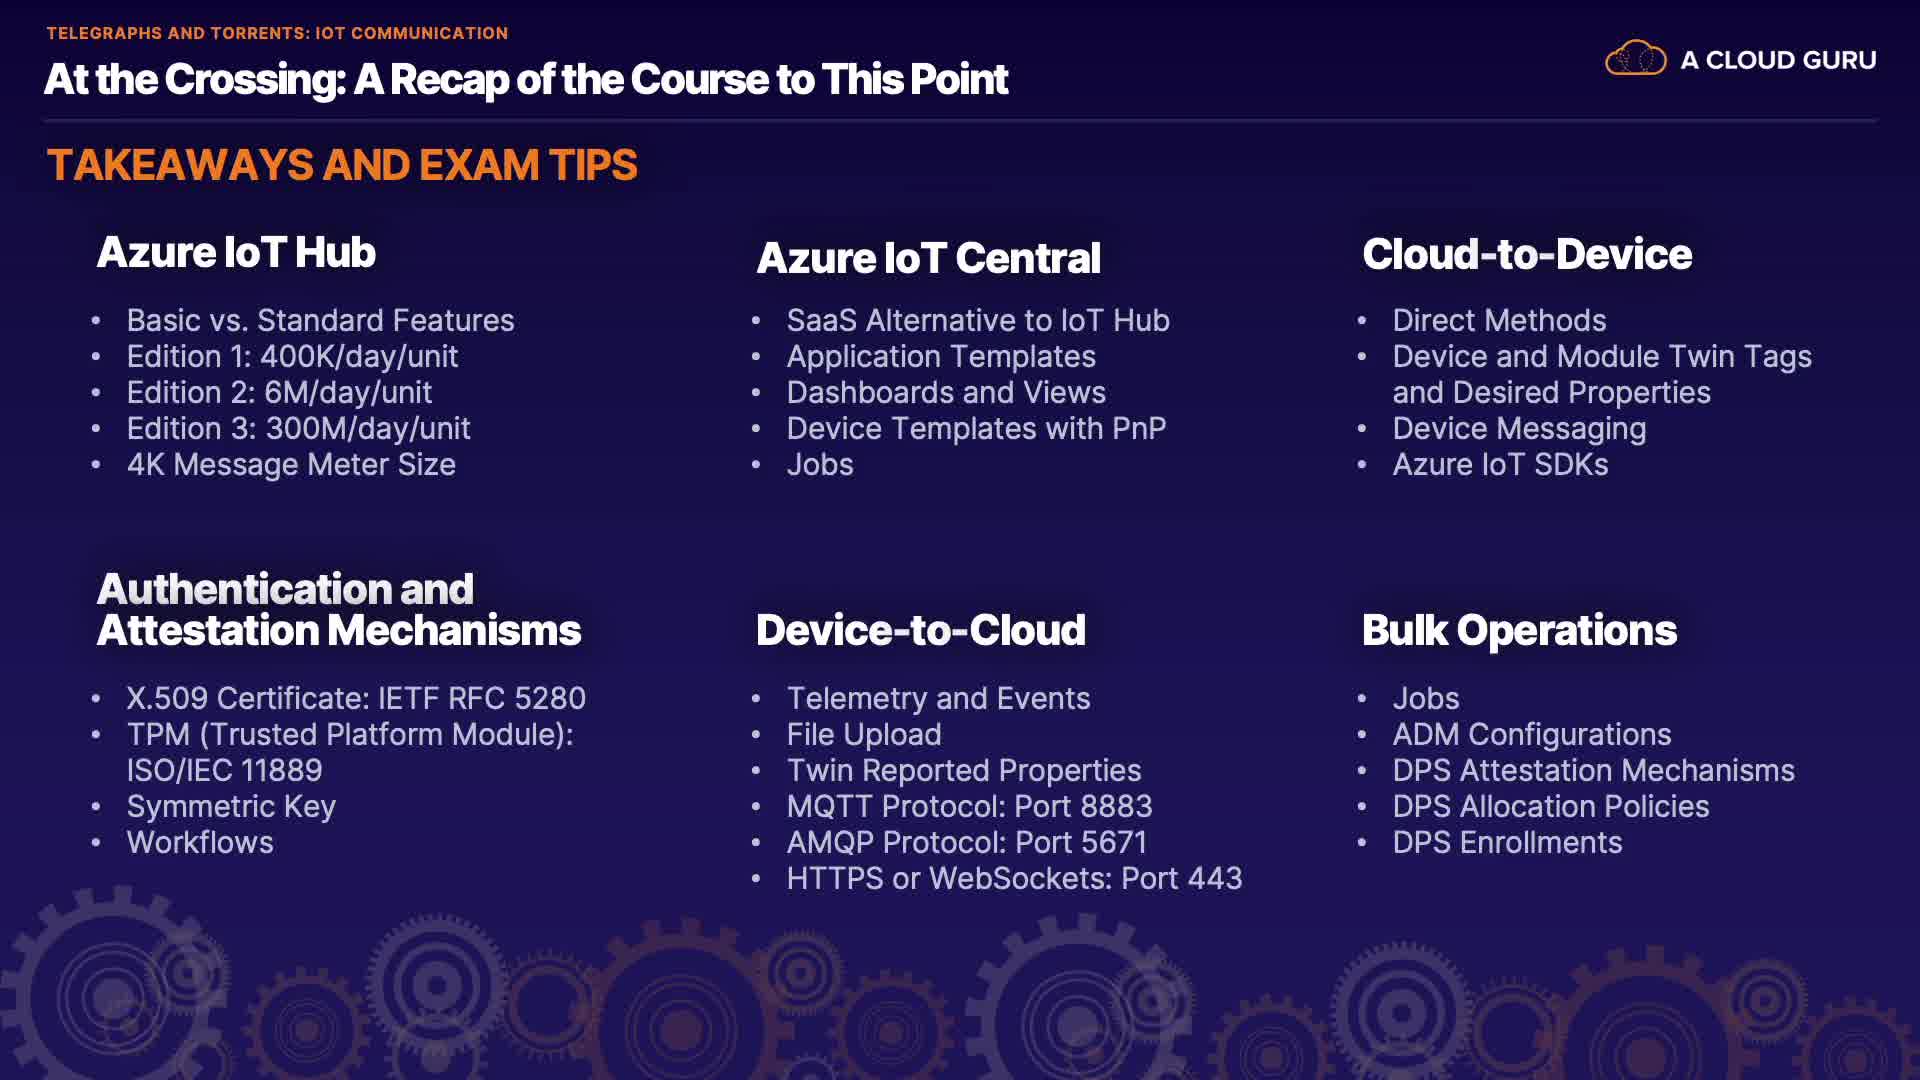 TELEGRAPHS AND TORRENTS: IOT COMMUNICATION
At the Crossing: A Recap of the Course to This Point
A CLOUD GURU
TAKEAWAYS AND EXAM TIPS
Azure IoT Hub
• Basic vs. Standard Features
• Edition 1: 400K/day/unit
• Edition 2: 6M/day/unit
• Edition 3: 300M/day/unit
• 4K Message Meter Size
Azure IoT Central
• SaaS Alternative to IoT Hub
• Application Templates
• Dashboards and Views
• Device Templates with PnP
• Jobs
Cloud-to-Device
• Direct Methods
• Device and Module Twin Tags
and Desired Properties
• Device Messaging
• Azure IoT SDKs
Authentication and
Attestation Mechanisms
• X.509 Certificate: IETF RFC 5280
• TPM (Trusted Platform Module):
ISO/IEC 11889
• Symmetric Key
• Workflows
Device-to-Cloud
• Telemetry and Events
• File Upload
• Twin Reported Properties
• MQTT Protocol: Port 8883
• AMQP Protocol: Port 5671
• HTTPS or WebSockets: Port 443
Bulk Operations
• Jobs
• ADM Configurations
• DPS Attestation Mechanisms
• DPS Allocation Policies
• DPS Enrollments